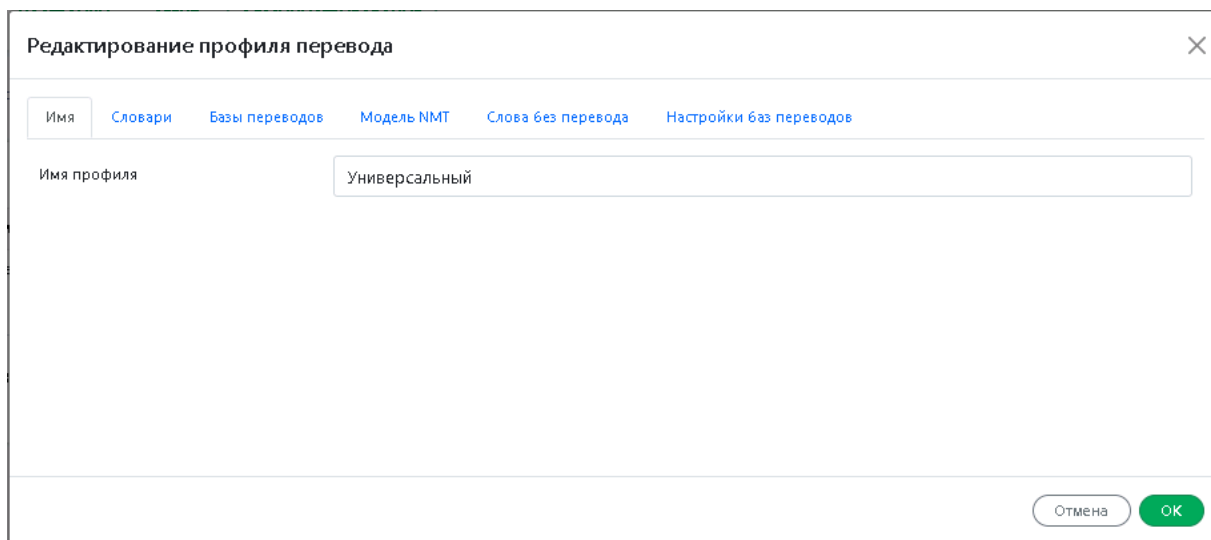 Редактирование профиля перевода
Имя Словари Базы переводов Модель NMT Слова без перевода Настройки баз переводов
Имя профиля Универсальный
Отмена OK